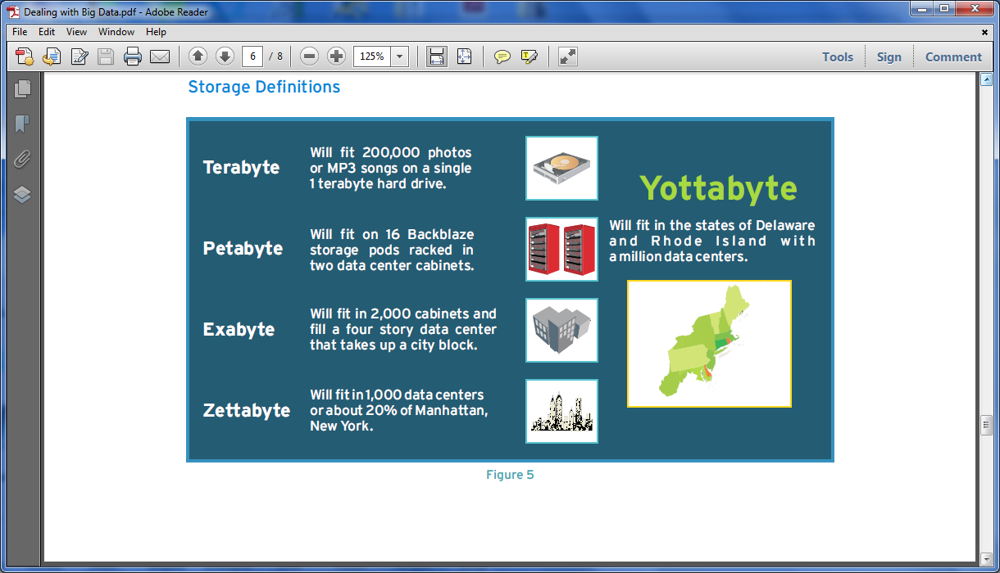 Dealing with Big Data.pdf - Adobe Reader
File Edit View Window Help
6 / 8 125% Tools Sign Comment
Storage Definitions
Terabyte
Will fit 200,000 photos
or MP3 songs on a single
1 terabyte hard drive.
Petabyte
Will fit on 16 Backblaze
storage pods racked in
two data center cabinets.
Exabyte
Will fit in 2,000 cabinets and
fill a four story data center
that takes up a city block.
Zettabyte
Will fit in 1,000 data centers
or about 20% of Manhattan,
New York.
Yottabyte
Will fit in the states of Delaware
and Rhode Island with
a million data centers.
Figure 5